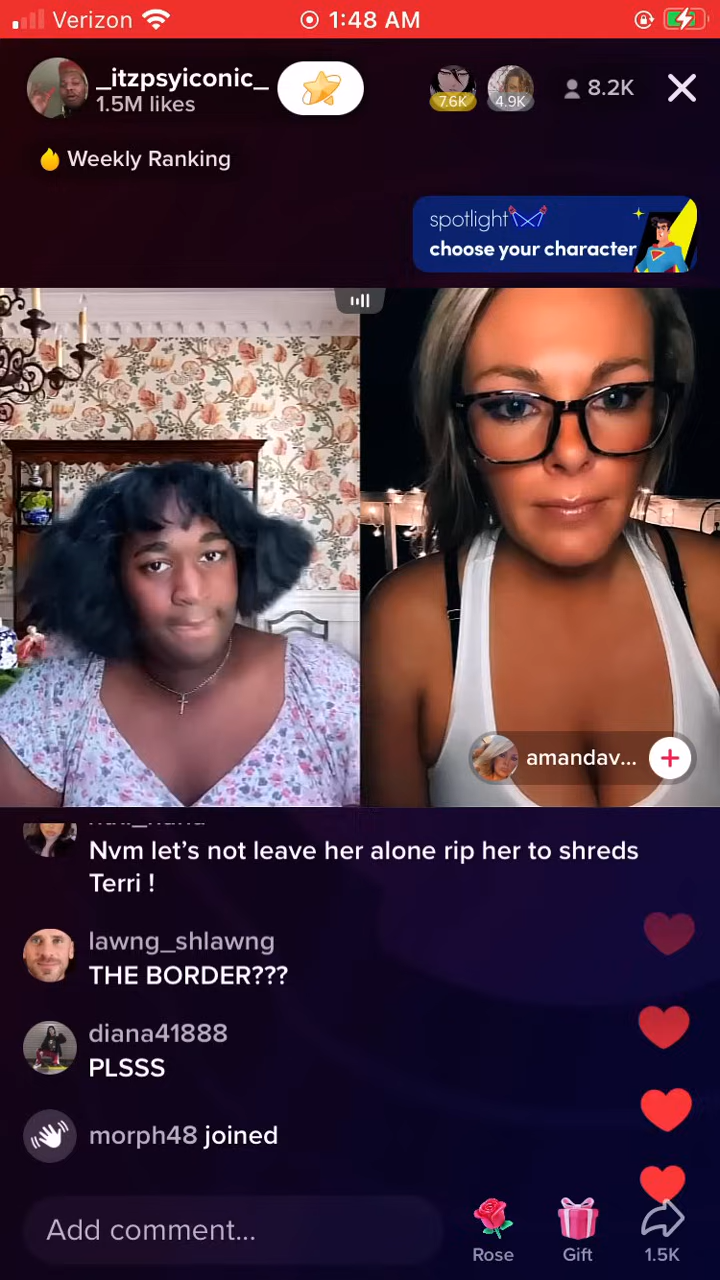 Verizon 1:48 AM
_itzpsyiconic_
1.5M likes
7.6K 4.9K 8.2K
Weekly Ranking
spotlight
choose your character
amandav...
Nvm let’s not leave her alone rip her to shreds
Terri !
lawng_shlawng
THE BORDER???
diana41888
PLSSS
morph48 joined
Add comment...
Rose Gift 1.5K